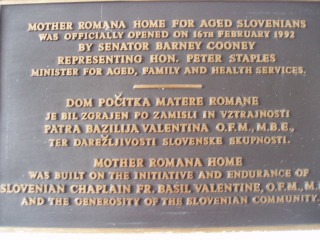 MOTHER ROMANA HOME FOR AGED SLOVENIANS
WAS OFFICIALLY OPENED ON 16TH FEBRUARY 1992
BY SENATOR BARNEY COONEY
REPRESENTING HON. PETER STAPLES
MINISTER FOR AGED, FAMILY AND HEALTH SERVICES.
DOM POČITKA MATERE ROMANE
JE BIL ZGRAJEN PO ZAMISLI IN VZTRAJNOSTI
PATRA BAZILIJA VALENTINA O.F.M., M.B.E.,
TER DAREŽLJIVOSTI SLOVENSKE SKUPNOSTI.
MOTHER ROMANA HOME
WAS BUILT ON THE INITIATIVE AND ENDURANCE OF
SLOVENIAN CHAPLAIN FR. BASIL VALENTINE, O.F.M., M.
AND THE GENEROSITY OF THE SLOVENIAN COMMUNITY.